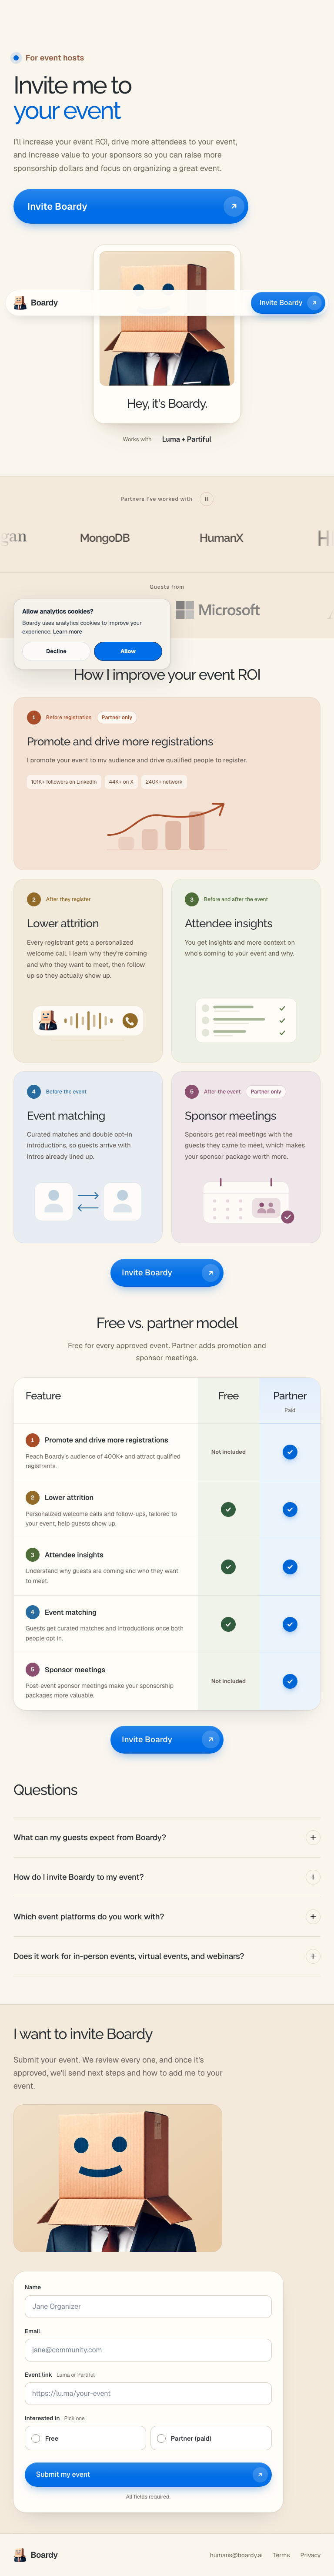 For event hosts
Invite me to
your event
I'll increase your event ROI, drive more attendees to your event,
and increase value to your sponsors so you can raise more
sponsorship dollars and focus on organizing a great event.
Invite Boardy
Boardy
Invite Boardy
Hey, it's Boardy.
Works with Luma + Partiful
Partners I've worked with
gan MongoDB HumanX H
Guests from
Microsoft
Allow analytics cookies?
Boardy uses analytics cookies to improve your
experience. Learn more
Decline Allow
How I improve your event ROI
1 Before registration Partner only
Promote and drive more registrations
I promote your event to my audience and drive qualified people to register.
101K+ followers on LinkedIn 44K+ on X 240K+ network
2 After they register
Lower attrition
Every registrant gets a personalized
welcome call. I learn why they're coming
and who they want to meet, then follow
up so they actually show up.
3 Before and after the event
Attendee insights
You get insights and more context on
who's coming to your event and why.
4 Before the event
Event matching
Curated matches and double opt-in
introductions, so guests arrive with
intros already lined up.
5 After the event Partner only
Sponsor meetings
Sponsors get real meetings with the
guests they came to meet, which makes
your sponsor package worth more.
Invite Boardy
Free vs. partner model
Free for every approved event. Partner adds promotion and
sponsor meetings.
Feature Free Partner
Paid
1 Promote and drive more registrations
Reach Boardy's audience of 400K+ and attract qualified
registrants.
Not included
2 Lower attrition
Personalized welcome calls and follow-ups, tailored to
your event, help guests show up.
3 Attendee insights
Understand why guests are coming and who they want
to meet.
4 Event matching
Guests get curated matches and introductions once both
people opt in.
5 Sponsor meetings
Post-event sponsor meetings make your sponsorship
packages more valuable.
Not included
Invite Boardy
Questions
What can my guests expect from Boardy?
How do I invite Boardy to my event?
Which event platforms do you work with?
Does it work for in-person events, virtual events, and webinars?
I want to invite Boardy
Submit your event. We review every one, and once it's
approved, we'll send next steps and how to add me to your
event.
Name
Jane Organizer
Email
jane@community.com
Event link Luma or Partiful
https://lu.ma/your-event
Interested in Pick one
Free Partner (paid)
Submit my event
All fields required.
Boardy humans@boardy.ai Terms Privacy